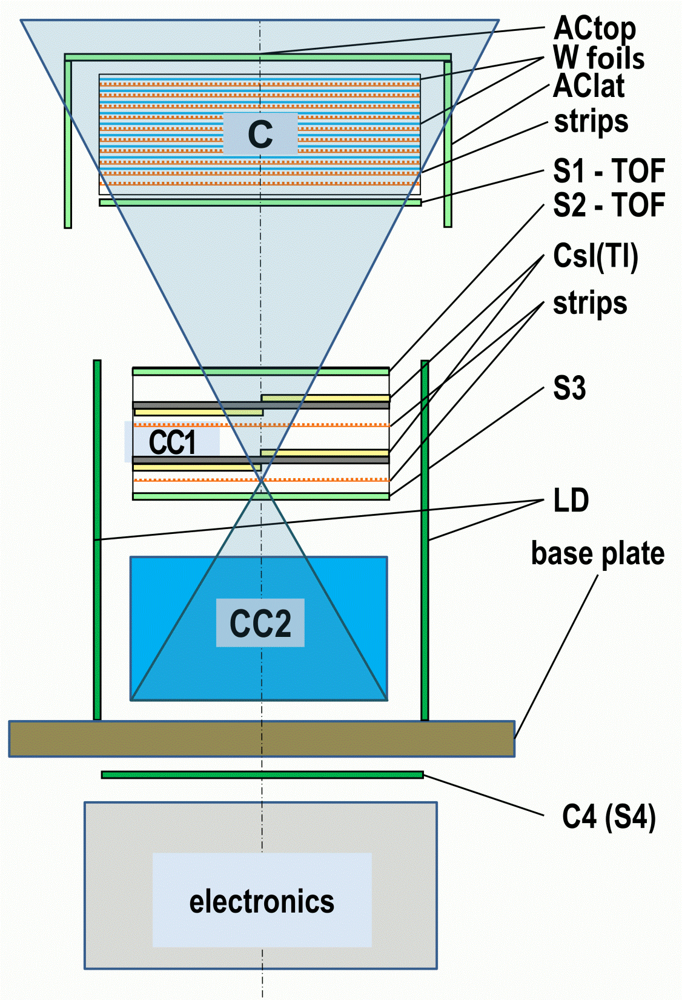 ACtop
W foils
AClat
strips
C
S1 - TOF
S2 - TOF
CsI(Tl)
strips
S3
CC1
LD
base plate
CC2
C4 (S4)
electronics